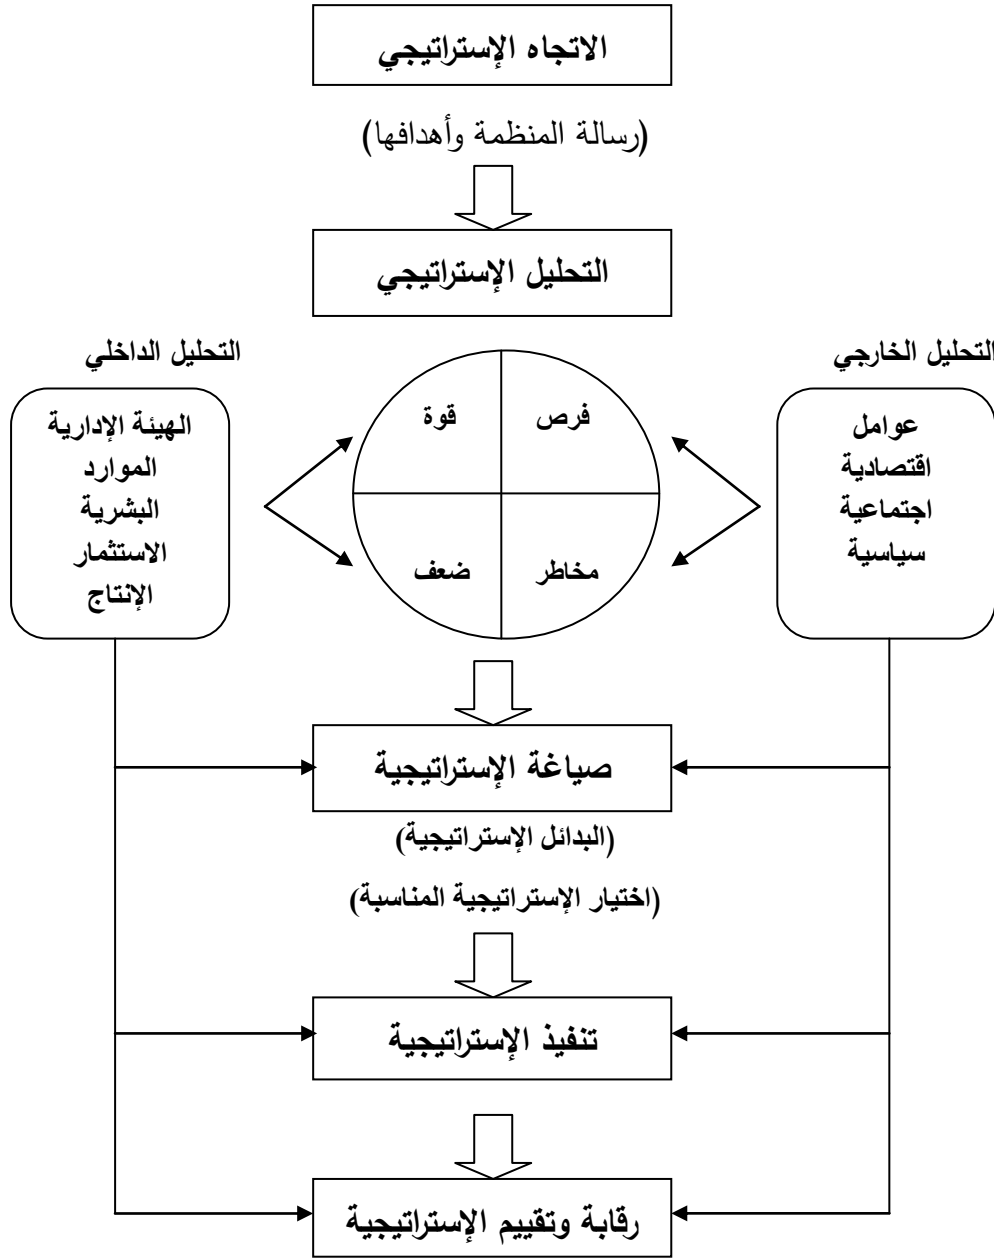 الاتجاه الإستراتيجي
(رسالة المنظمة وأهدافها)
التحليل الإستراتيجي
التحليل الخارجي
عوامل
اقتصادية
اجتماعية
سياسية
فرص
قوة
مخاطر
ضعف
التحليل الداخلي
الهيئة الإدارية
الموارد
البشرية
الاستثمار
الإنتاج
صياغة الإستراتيجية
(البدائل الإستراتيجية)
(اختيار الإستراتيجية المناسبة)
تنفيذ الإستراتيجية
رقابة وتقييم الإستراتيجية